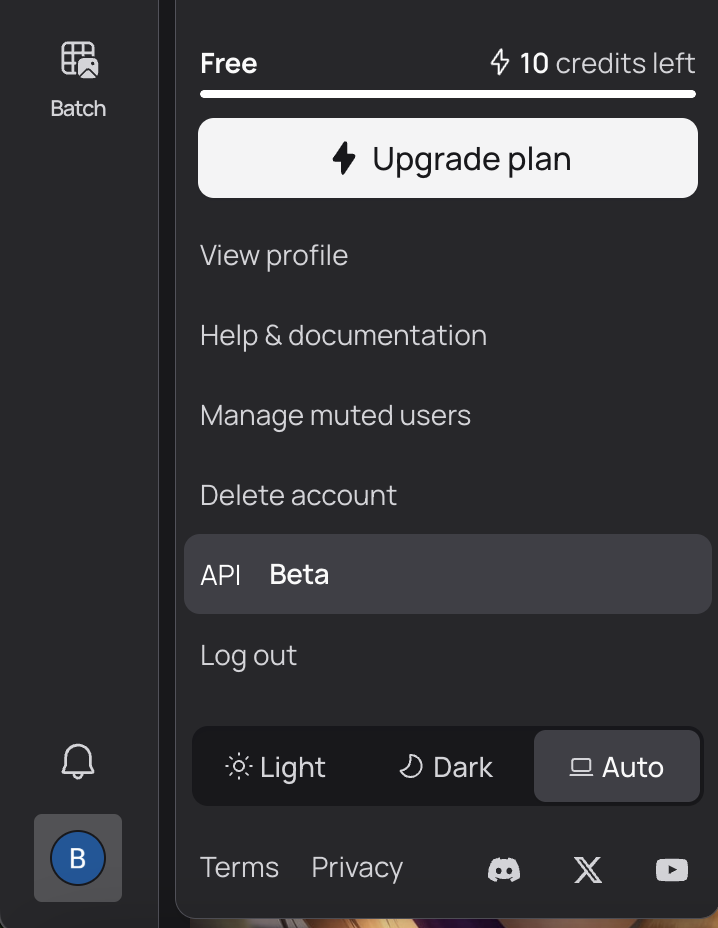 Batch
Free 10 credits left
Upgrade plan
View profile
Help & documentation
Manage muted users
Delete account
API Beta
Log out
Light Dark Auto
B
Terms Privacy